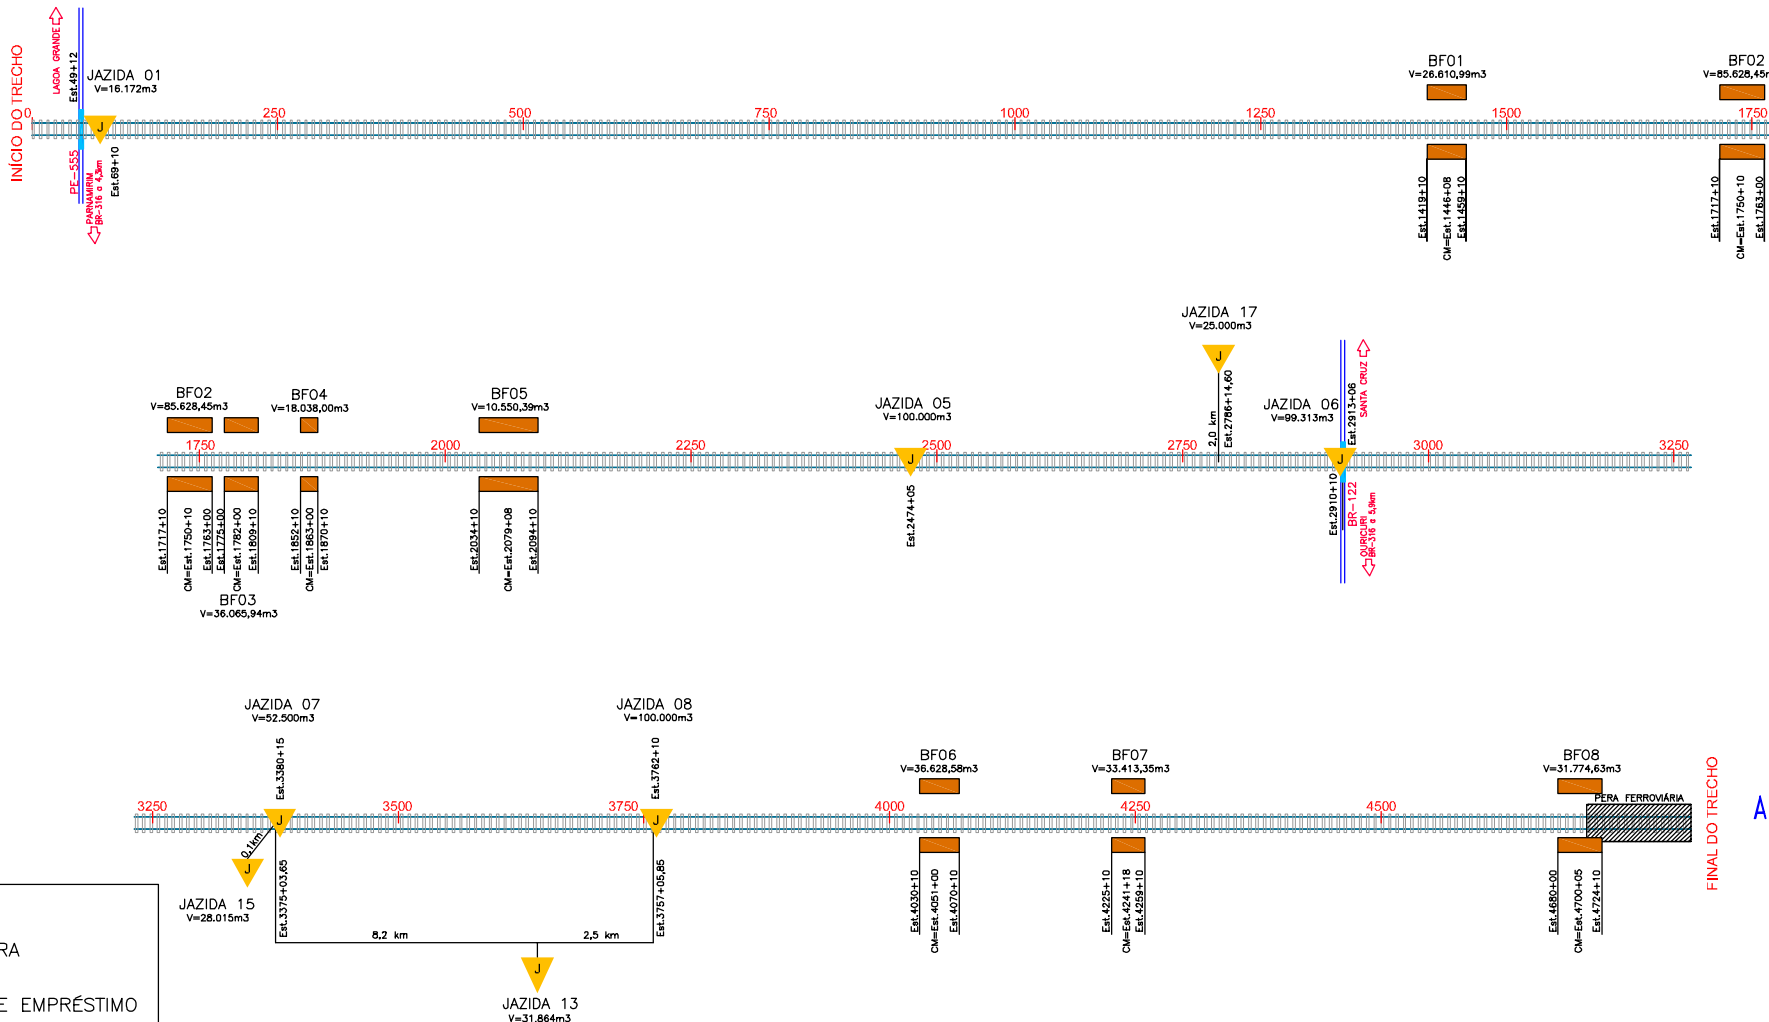 INÍCIO DO TRECHO
LAGOA GRANDE
Est.49+12
JAZIDA 01
V=16.172m3
0
250
500
750
1000
1250
1500
1750
J
PE-555
PARNAMIRIM
BR-316 a 4,3km
Est.69+10
BF01
V=26.610,99m3
Est.1419+10
CM=Est.1446+08
Est.1459+10
BF02
V=85.628,45m
Est.1717+10
CM=Est.1750+10
Est.1763+00
BF02
V=85.628,45m3
BF04
V=18.038,00m3
BF05
V=10.550,39m3
JAZIDA 05
V=100.000m3
JAZIDA 17
V=25.000m3
J
2,0 km
Est.2786+14,60
JAZIDA 06
V=99.313m3
Est.2913+06
SANTA CRUZ
1750
2000
2250
2500
2750
3000
3250
J
J
Est.1717+10
CM=Est.1750+10
Est.1763+00
Est.1775+00
CM=Est.1782+00
Est.1809+10
BF03
V=36.065,94m3
Est.1852+10
CM=Est.1863+00
Est.1870+10
Est.2034+10
CM=Est.2079+08
Est.2094+10
Est.2474+05
Est.2910+10
BR-122
OURICURI
BR-316 a 5,9km
JAZIDA 07
V=52.500m3
Est.3380+15
JAZIDA 08
V=100.000m3
Est.3762+10
BF06
V=36.628,58m3
BF07
V=33.413,35m3
BF08
V=31.774,63m3
PERA FERROVIÁRIA
3250
3500
3750
4000
4250
4500
J
J
0,1km
J
JAZIDA 15
V=28.015m3
Est.3375+03,65
8,2 km
2,5 km
Est.3757+05,85
J
JAZIDA 13
V=31.864m3
Est.4030+10
CM=Est.4051+00
Est.4070+10
Est.4225+10
CM=Est.4241+18
Est.4259+10
Est.4680+00
CM=Est.4700+05
Est.4724+10
FINAL DO TRECHO
A
RA
E EMPRÉSTIMO